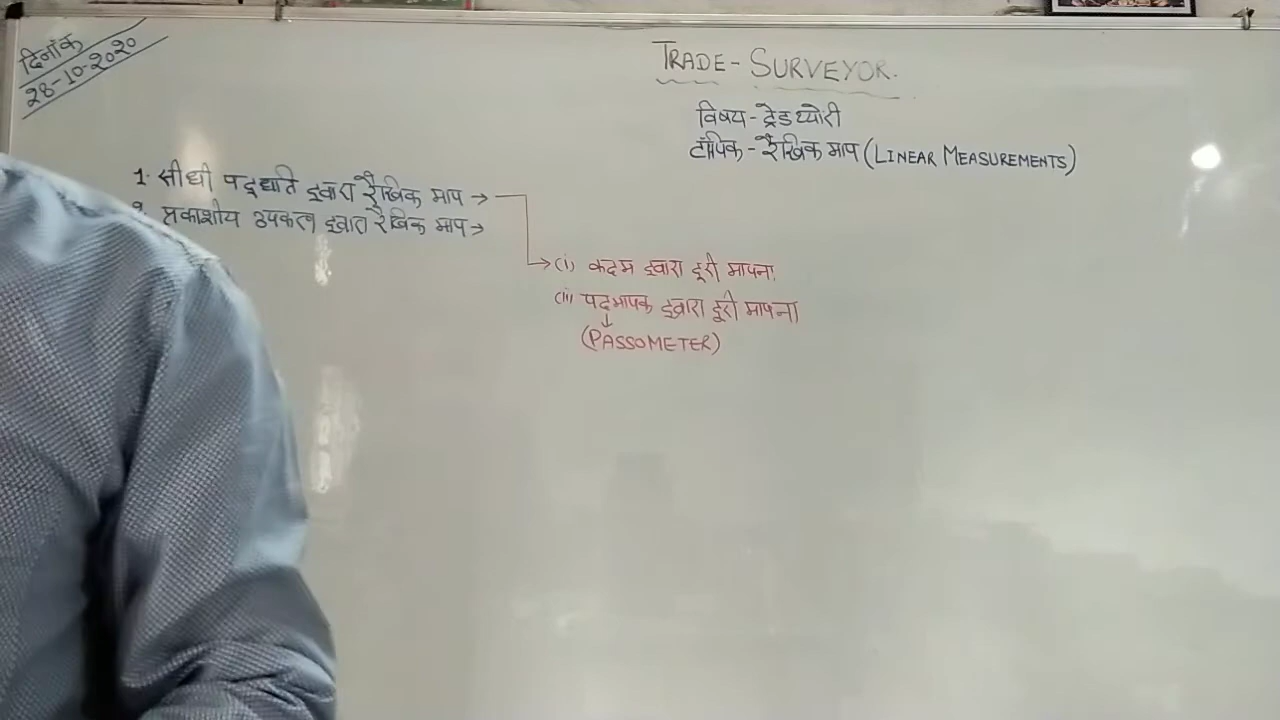 दिनाँक
28-10-2020
TRADE - SURVEYOR.
विषय - ट्रेड थ्योरी
टॉपिक - रैखिक माप (LINEAR MEASUREMENTS)
1. सीधी पद्धति द्वारा रैखिक माप →
प्रकाशीय उपकरण द्वारा रैखिक माप →
→ (i) कदम द्वारा दूरी मापना
(ii) पदमापक द्वारा दूरी मापना
↓
(PASSOMETER)